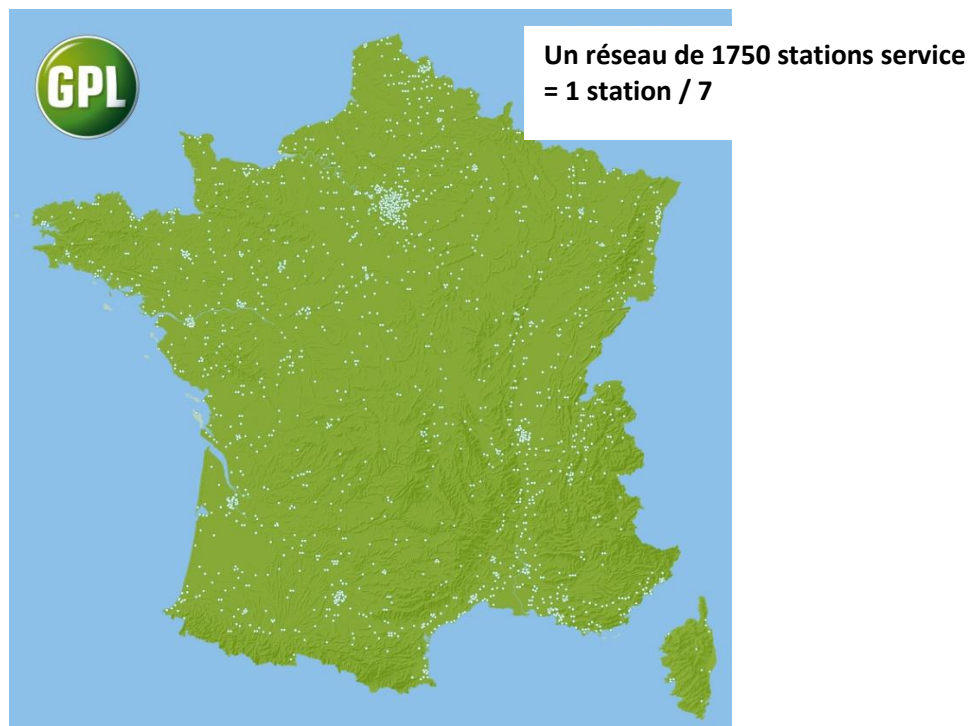 GPL
Un réseau de 1750 stations service
= 1 station / 7